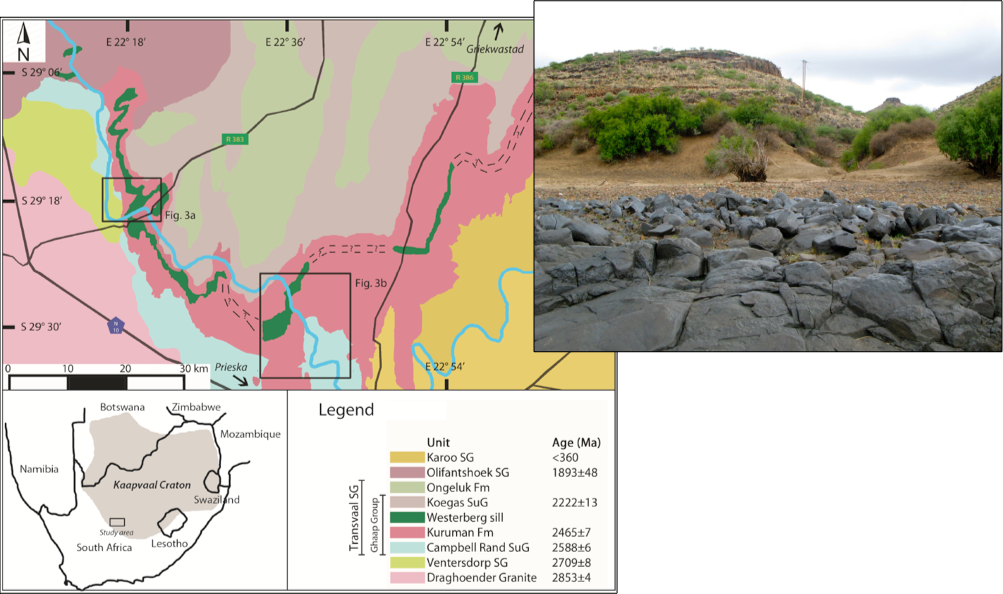 N
E 22° 18′
E 22° 36′
E 22° 54′
Griekwastad
S 29° 06′
R 386
R 383
S 29° 18′
Fig. 3a
Fig. 3b
S 29° 30′
N
10
Prieska
E 22° 54′
0 10 20 30 km
Botswana
Zimbabwe
Mozambique
Namibia
Kaapvaal Craton
Swaziland
Study area
South Africa
Lesotho
Legend
Unit Age (Ma)
Karoo SG <360
Olifantshoek SG 1893±48
Ongeluk Fm
Koegas SuG 2222±13
Westerberg sill
Kuruman Fm 2465±7
Campbell Rand SuG 2588±6
Ventersdorp SG 2709±8
Draghoender Granite 2853±4
Transvaal SG
Ghaap Group